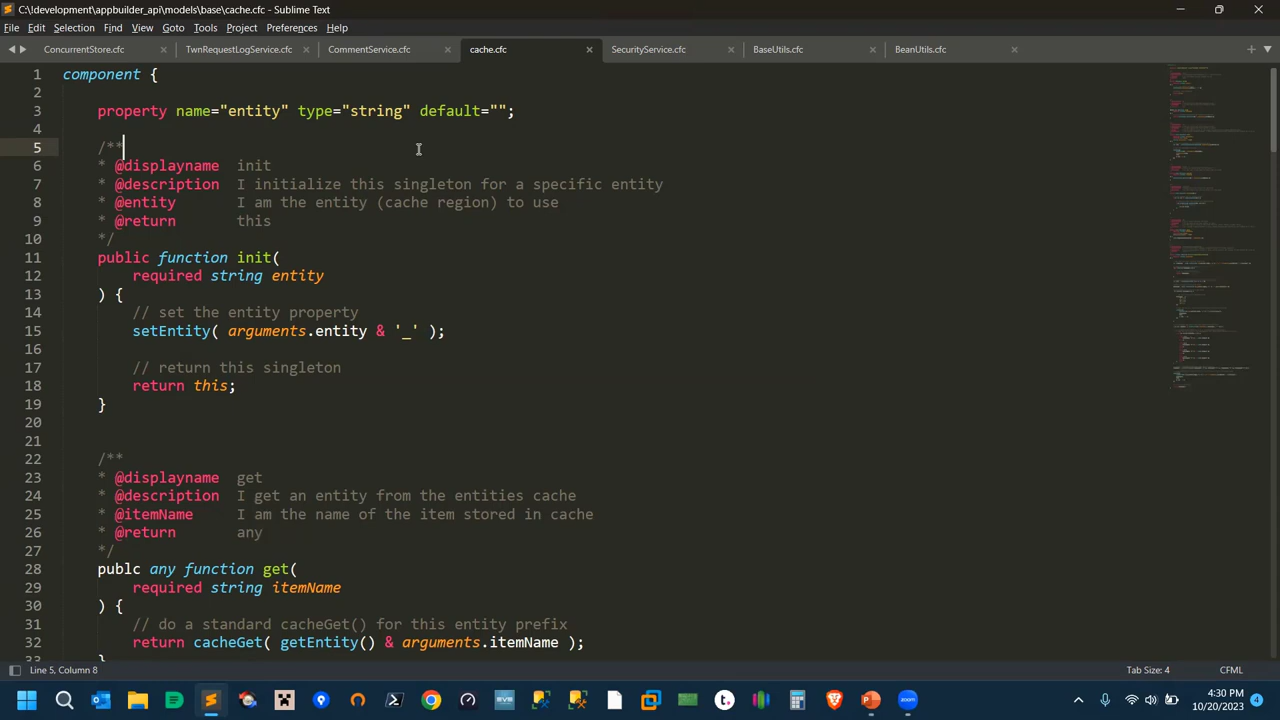 C:\!development\appbuilder_api\models\base\cache.cfc - Sublime Text
File Edit Selection Find View Goto Tools Project Preferences Help
ConcurrentStore.cfc TwnRequestLogService.cfc CommentService.cfc cache.cfc SecurityService.cfc BaseUtils.cfc BeanUtils.cfc
1 component {
2
3 property name="entity" type="string" default="";
4
5 /**
6 * @displayname init
7 * @description I initialize this singleton for a specific entity
8 * @entity I am the entity (cache region) to use
9 * @return this
10 */
11 public function init(
12 required string entity
13 ) {
14 // set the entity property
15 setEntity( arguments.entity & '_' );
16
17 // return this singleton
18 return this;
19 }
20
21
22 /**
23 * @displayname get
24 * @description I get an entity from the entities cache
25 * @itemName I am the name of the item stored in cache
26 * @return any
27 */
28 publc any function get(
29 required string itemName
30 ) {
31 // do a standard cacheGet() for this entity prefix
32 return cacheGet( getEntity() & arguments.itemName );
33 }
Line 5, Column 8 Tab Size: 4 CFML
4:30 PM
10/20/2023